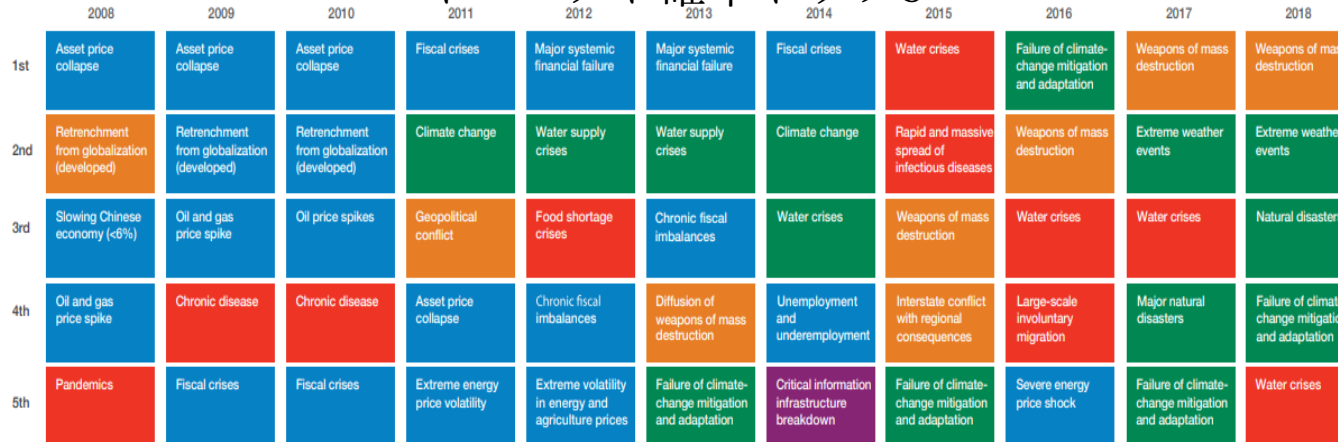 2008 2009 2010 2011 2012 2013 2014 2015 2016 2017 2018
1st
Asset price
collapse
Asset price
collapse
Asset price
collapse
Fiscal crises
Major systemic
financial failure
Major systemic
financial failure
Fiscal crises
Water crises
Failure of climate-
change mitigation
and adaptation
Weapons of mass
destruction
Weapons of mas
destruction
2nd
Retrenchment
from globalization
(developed)
Retrenchment
from globalization
(developed)
Retrenchment
from globalization
(developed)
Climate change
Water supply
crises
Water supply
crises
Climate change
Rapid and massive
spread of
infectious diseases
Weapons of mass
destruction
Extreme weather
events
Extreme weathe
events
3rd
Slowing Chinese
economy (<6%)
Oil and gas
price spike
Oil price spikes
Geopolitical
conflict
Food shortage
crises
Chronic fiscal
imbalances
Water crises
Weapons of mass
destruction
Water crises
Water crises
Natural disaster
4th
Oil and gas
price spike
Chronic disease
Chronic disease
Asset price
collapse
Chronic fiscal
imbalances
Diffusion of
weapons of mass
destruction
Unemployment
and
underemployment
Interstate conflict
with regional
consequences
Large-scale
involuntary
migration
Major natural
disasters
Failure of climat
change mitigatio
and adaptation
5th
Pandemics
Fiscal crises
Fiscal crises
Extreme energy
price volatility
Extreme volatility
in energy and
agriculture prices
Failure of climate-
change mitigation
and adaptation
Critical information
infrastructure
breakdown
Failure of climate-
change mitigation
and adaptation
Severe energy
price shock
Failure of climate-
change mitigation
and adaptation
Water crises